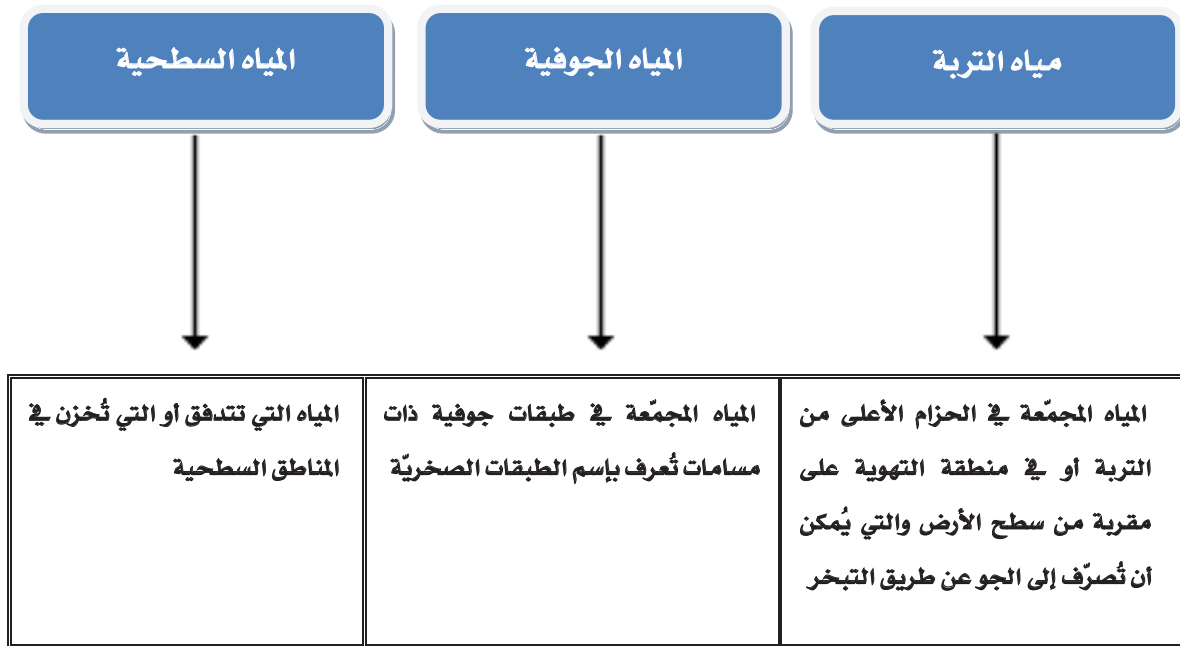 مياه التربة
المياه الجوفية
المياه السطحية
المياه المجمّعة في الحزام الأعلى من
التربة أو في منطقة التهوية على
مقربة من سطح الأرض والتي يُمكن
أن تُصرّف إلى الجو عن طريق التبخر
المياه المجمّعة في طبقات جوفية ذات
مسامات تُعرف بإسم الطبقات الصخريّة
المياه التي تتدفق أو التي تُخزن في
المناطق السطحية